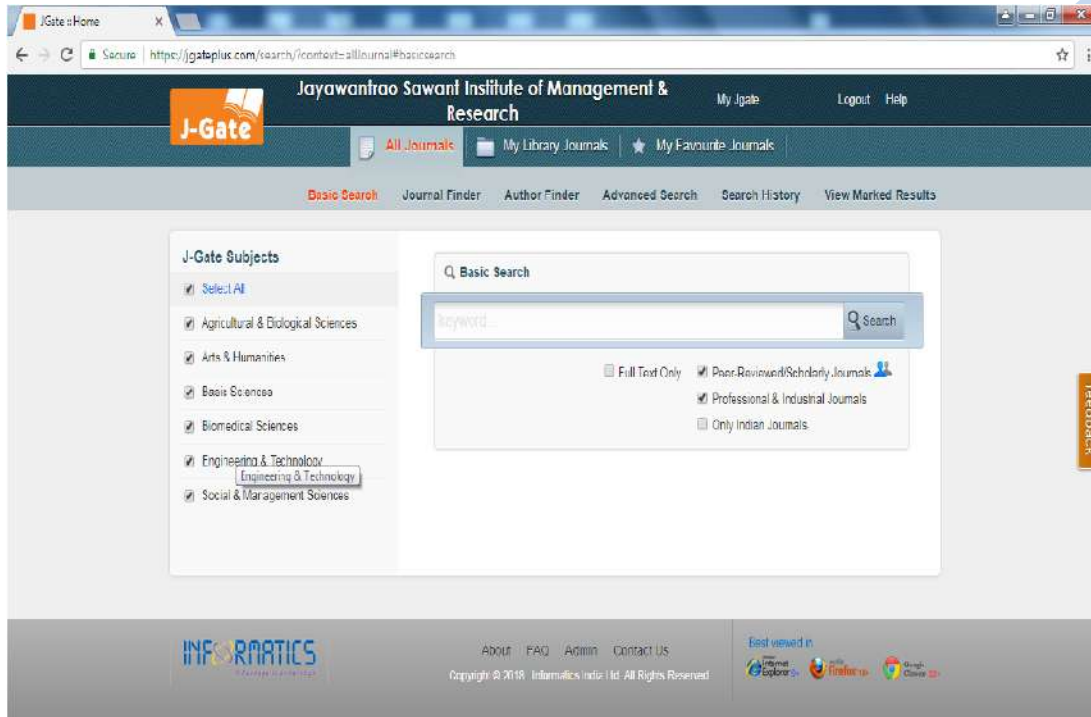 JGate :: Home
Secure | https://jgateplus.com/search/?context=alljournal#basicsearch
Jayawantrao Sawant Institute of Management &
Research
My Jgate
Logout
Help
J-Gate
All Journals
My Library Journals
My Favourite Journals
Basic Search
Journal Finder
Author Finder
Advanced Search
Search History
View Marked Results
J-Gate Subjects
Select All
Agricultural & Biological Sciences
Arts & Humanities
Basic Sciences
Biomedical Sciences
Engineering & Technology
Engineering & Technology
Social & Management Sciences
Basic Search
keyword...
Search
Full Text Only
Peer-Reviewed/Scholarly Journals
Professional & Industrial Journals
Only Indian Journals
feedback
INFORMATICS
About
FAQ
Admin
Contact Us
Copyright © 2018 Informatics India Ltd. All Rights Reserved
Best viewed in
Internet
Explorer
Firefox
Google
Chrome